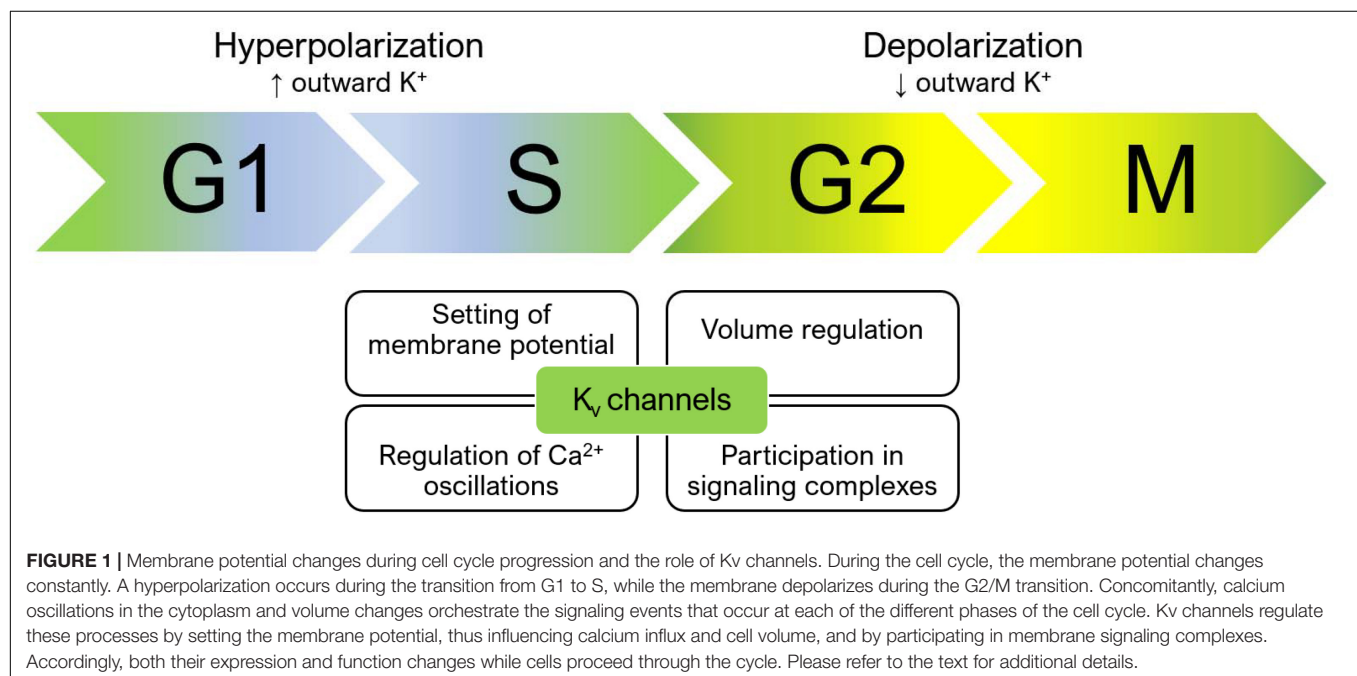 Hyperpolarization
↑ outward K⁺
Depolarization
↓ outward K⁺
G1
S
G2
M
Setting of
membrane potential
Volume regulation
Kᵥ channels
Regulation of Ca²⁺
oscillations
Participation in
signaling complexes
FIGURE 1 | Membrane potential changes during cell cycle progression and the role of Kv channels. During the cell cycle, the membrane potential changes
constantly. A hyperpolarization occurs during the transition from G1 to S, while the membrane depolarizes during the G2/M transition. Concomitantly, calcium
oscillations in the cytoplasm and volume changes orchestrate the signaling events that occur at each of the different phases of the cell cycle. Kv channels regulate
these processes by setting the membrane potential, thus influencing calcium influx and cell volume, and by participating in membrane signaling complexes.
Accordingly, both their expression and function changes while cells proceed through the cycle. Please refer to the text for additional details.